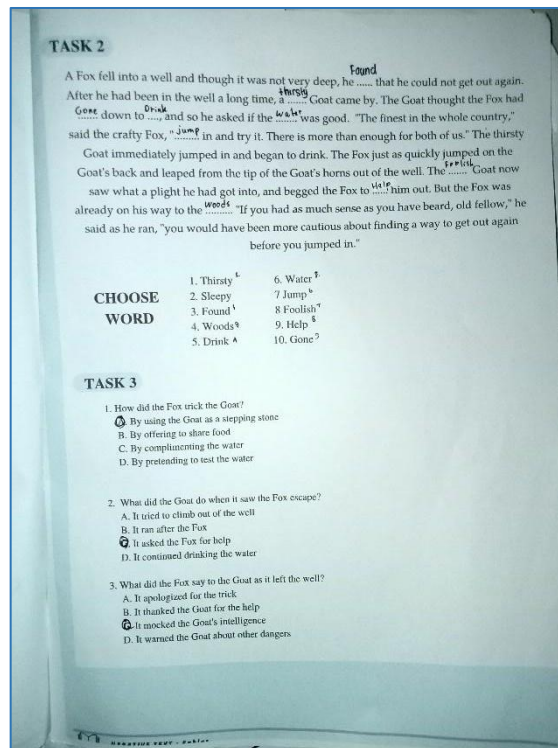 TASK 2
Found
A Fox fell into a well and though it was not very deep, he ...... that he could not get out again.
thirsty
After he had been in the well a long time, a ....... Goat came by. The Goat thought the Fox had
Gone Drink water
....... down to ...., and so he asked if the ....... was good. "The finest in the whole country,"
jump
said the crafty Fox, "....... in and try it. There is more than enough for both of us." The thirsty
Goat immediately jumped in and began to drink. The Fox just as quickly jumped on the
Foolish
Goat's back and leaped from the tip of the Goat's horns out of the well. The ....... Goat now
Help
saw what a plight he had got into, and begged the Fox to ...... him out. But the Fox was
Woods
already on his way to the ......... "If you had as much sense as you have beard, old fellow," he
said as he ran, "you would have been more cautious about finding a way to get out again
before you jumped in."
CHOOSE
WORD
1. Thirsty
2. Sleepy
3. Found
4. Woods
5. Drink
6. Water
7 Jump
8 Foolish
9. Help
10. Gone
TASK 3
1. How did the Fox trick the Goat?
A. By using the Goat as a stepping stone
B. By offering to share food
C. By complimenting the water
D. By pretending to test the water
2. What did the Goat do when it saw the Fox escape?
A. It tried to climb out of the well
B. It ran after the Fox
C. It asked the Fox for help
D. It continued drinking the water
3. What did the Fox say to the Goat as it left the well?
A. It apologized for the trick
B. It thanked the Goat for the help
C. It mocked the Goat's intelligence
D. It warned the Goat about other dangers
NARATIVE TEXT -